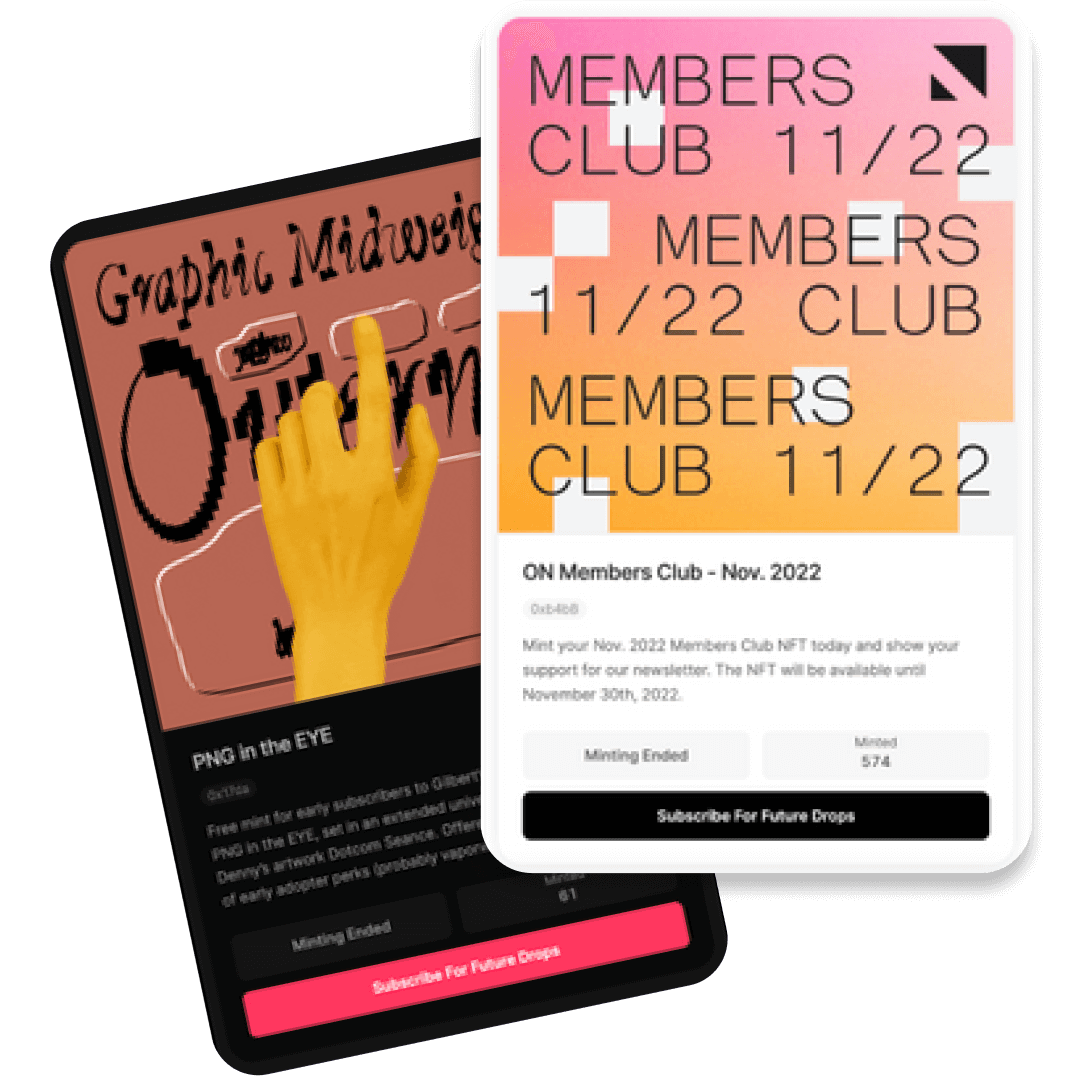 MEMBERS
CLUB 11/22
MEMBERS
11/22 CLUB
MEMBERS
CLUB 11/22
ON Members Club - Nov. 2022
0xb4b8
Mint your Nov. 2022 Members Club NFT today and show your
support for our newsletter. The NFT will be available until
November 30th, 2022.
Minting Ended
Minted
574
Subscribe For Future Drops
Graphic
PNG in the EYE
Free mint for early subscribers to
PNG in the EYE, set in an extended
Denny's artwork Dotcom Seance.
of early adopter perks (probably
Minting Ended
Minted
61
Subscribe For Future Drops